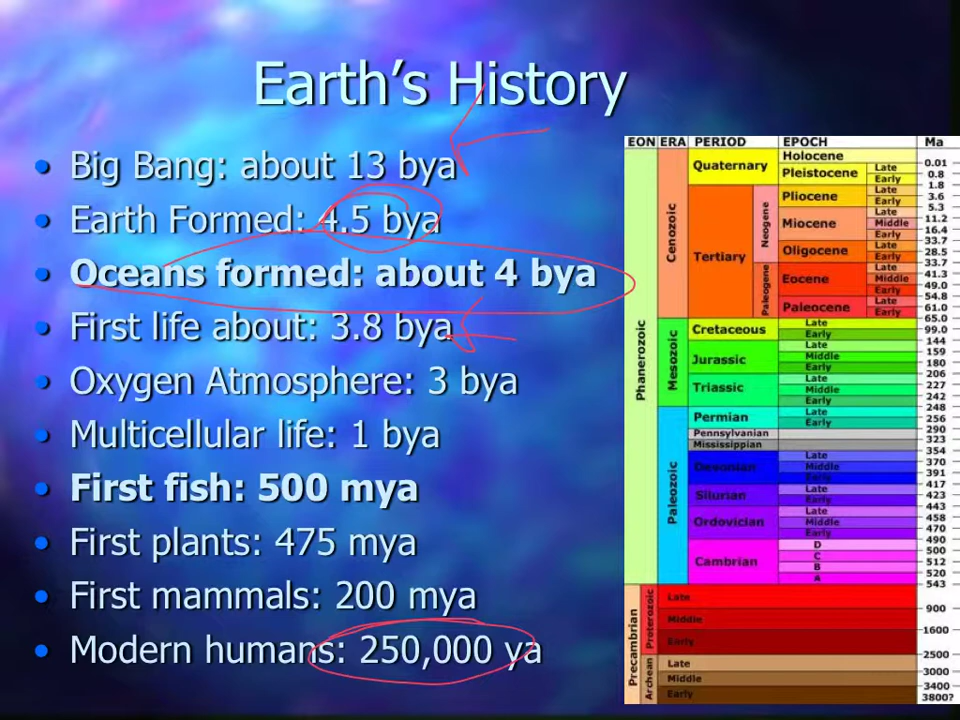 Earth's History
• Big Bang: about 13 bya
• Earth Formed: 4.5 bya
• Oceans formed: about 4 bya
• First life about: 3.8 bya
• Oxygen Atmosphere: 3 bya
• Multicellular life: 1 bya
• First fish: 500 mya
• First plants: 475 mya
• First mammals: 200 mya
• Modern humans: 250,000 ya
EON ERA PERIOD EPOCH Ma
Phanerozoic
Cenozoic
Quaternary
Holocene
0.01
Pleistocene
Late
0.8
Early
1.8
Tertiary
Neogene
Pliocene
Late
3.6
Early
5.3
Miocene
Late
11.2
Middle
16.4
Early
33.7
Paleogene
Oligocene
Late
28.5
Early
33.7
Eocene
Late
41.3
Middle
49.0
Early
54.8
Paleocene
Late
61.0
Early
65.0
Mesozoic
Cretaceous
Late
99.0
Early
144
Jurassic
Late
159
Middle
180
Early
206
Triassic
Late
227
Middle
242
Early
248
Paleozoic
Permian
Late
256
Early
290
Pennsylvanian
323
Mississippian
354
Devonian
Late
370
Middle
391
Early
417
Silurian
Late
423
Early
443
Ordovician
Late
458
Middle
470
Early
490
Cambrian
D
500
C
512
B
520
A
543
Precambrian
Proterozoic
Late
900
Middle
1600
Early
2500
Archean
Late
3000
Middle
3400
Early
3800?